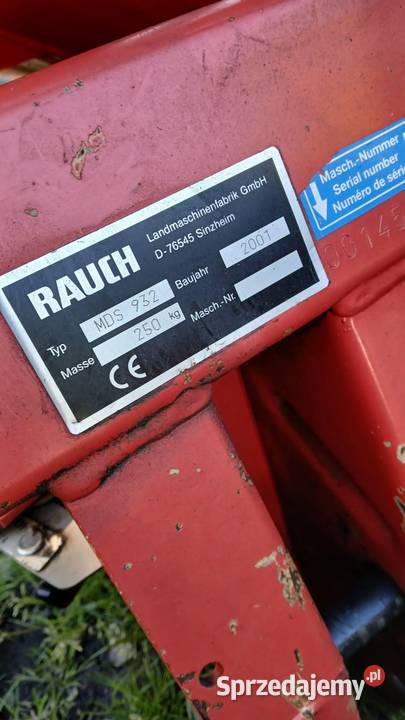 RAUCH
Landmaschinenfabrik GmbH
D-76545 Sinzheim
Typ MDS 932 Baujahr 2001
Masse 250 kg Masch.-Nr.
CE
Masch.-Nummer
Serial number
Numéro de série
Sprzedajemy.pl